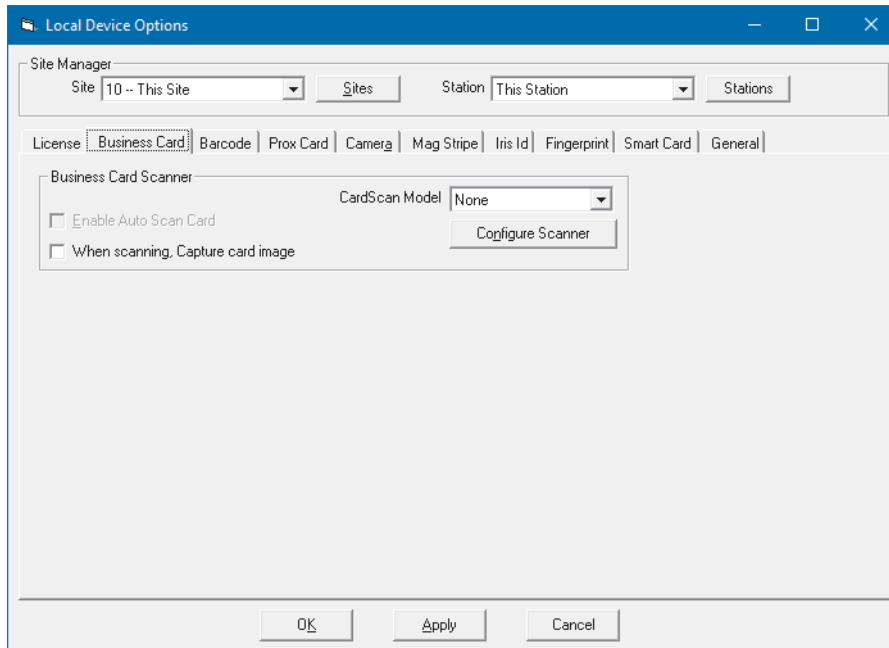 Local Device Options
Site Manager
Site 10 -- This Site Sites Station This Station Stations
License Business Card Barcode Prox Card Camera Mag Stripe Iris Id Fingerprint Smart Card General
Business Card Scanner
CardScan Model None
Enable Auto Scan Card
Configure Scanner
When scanning, Capture card image
OK Apply Cancel